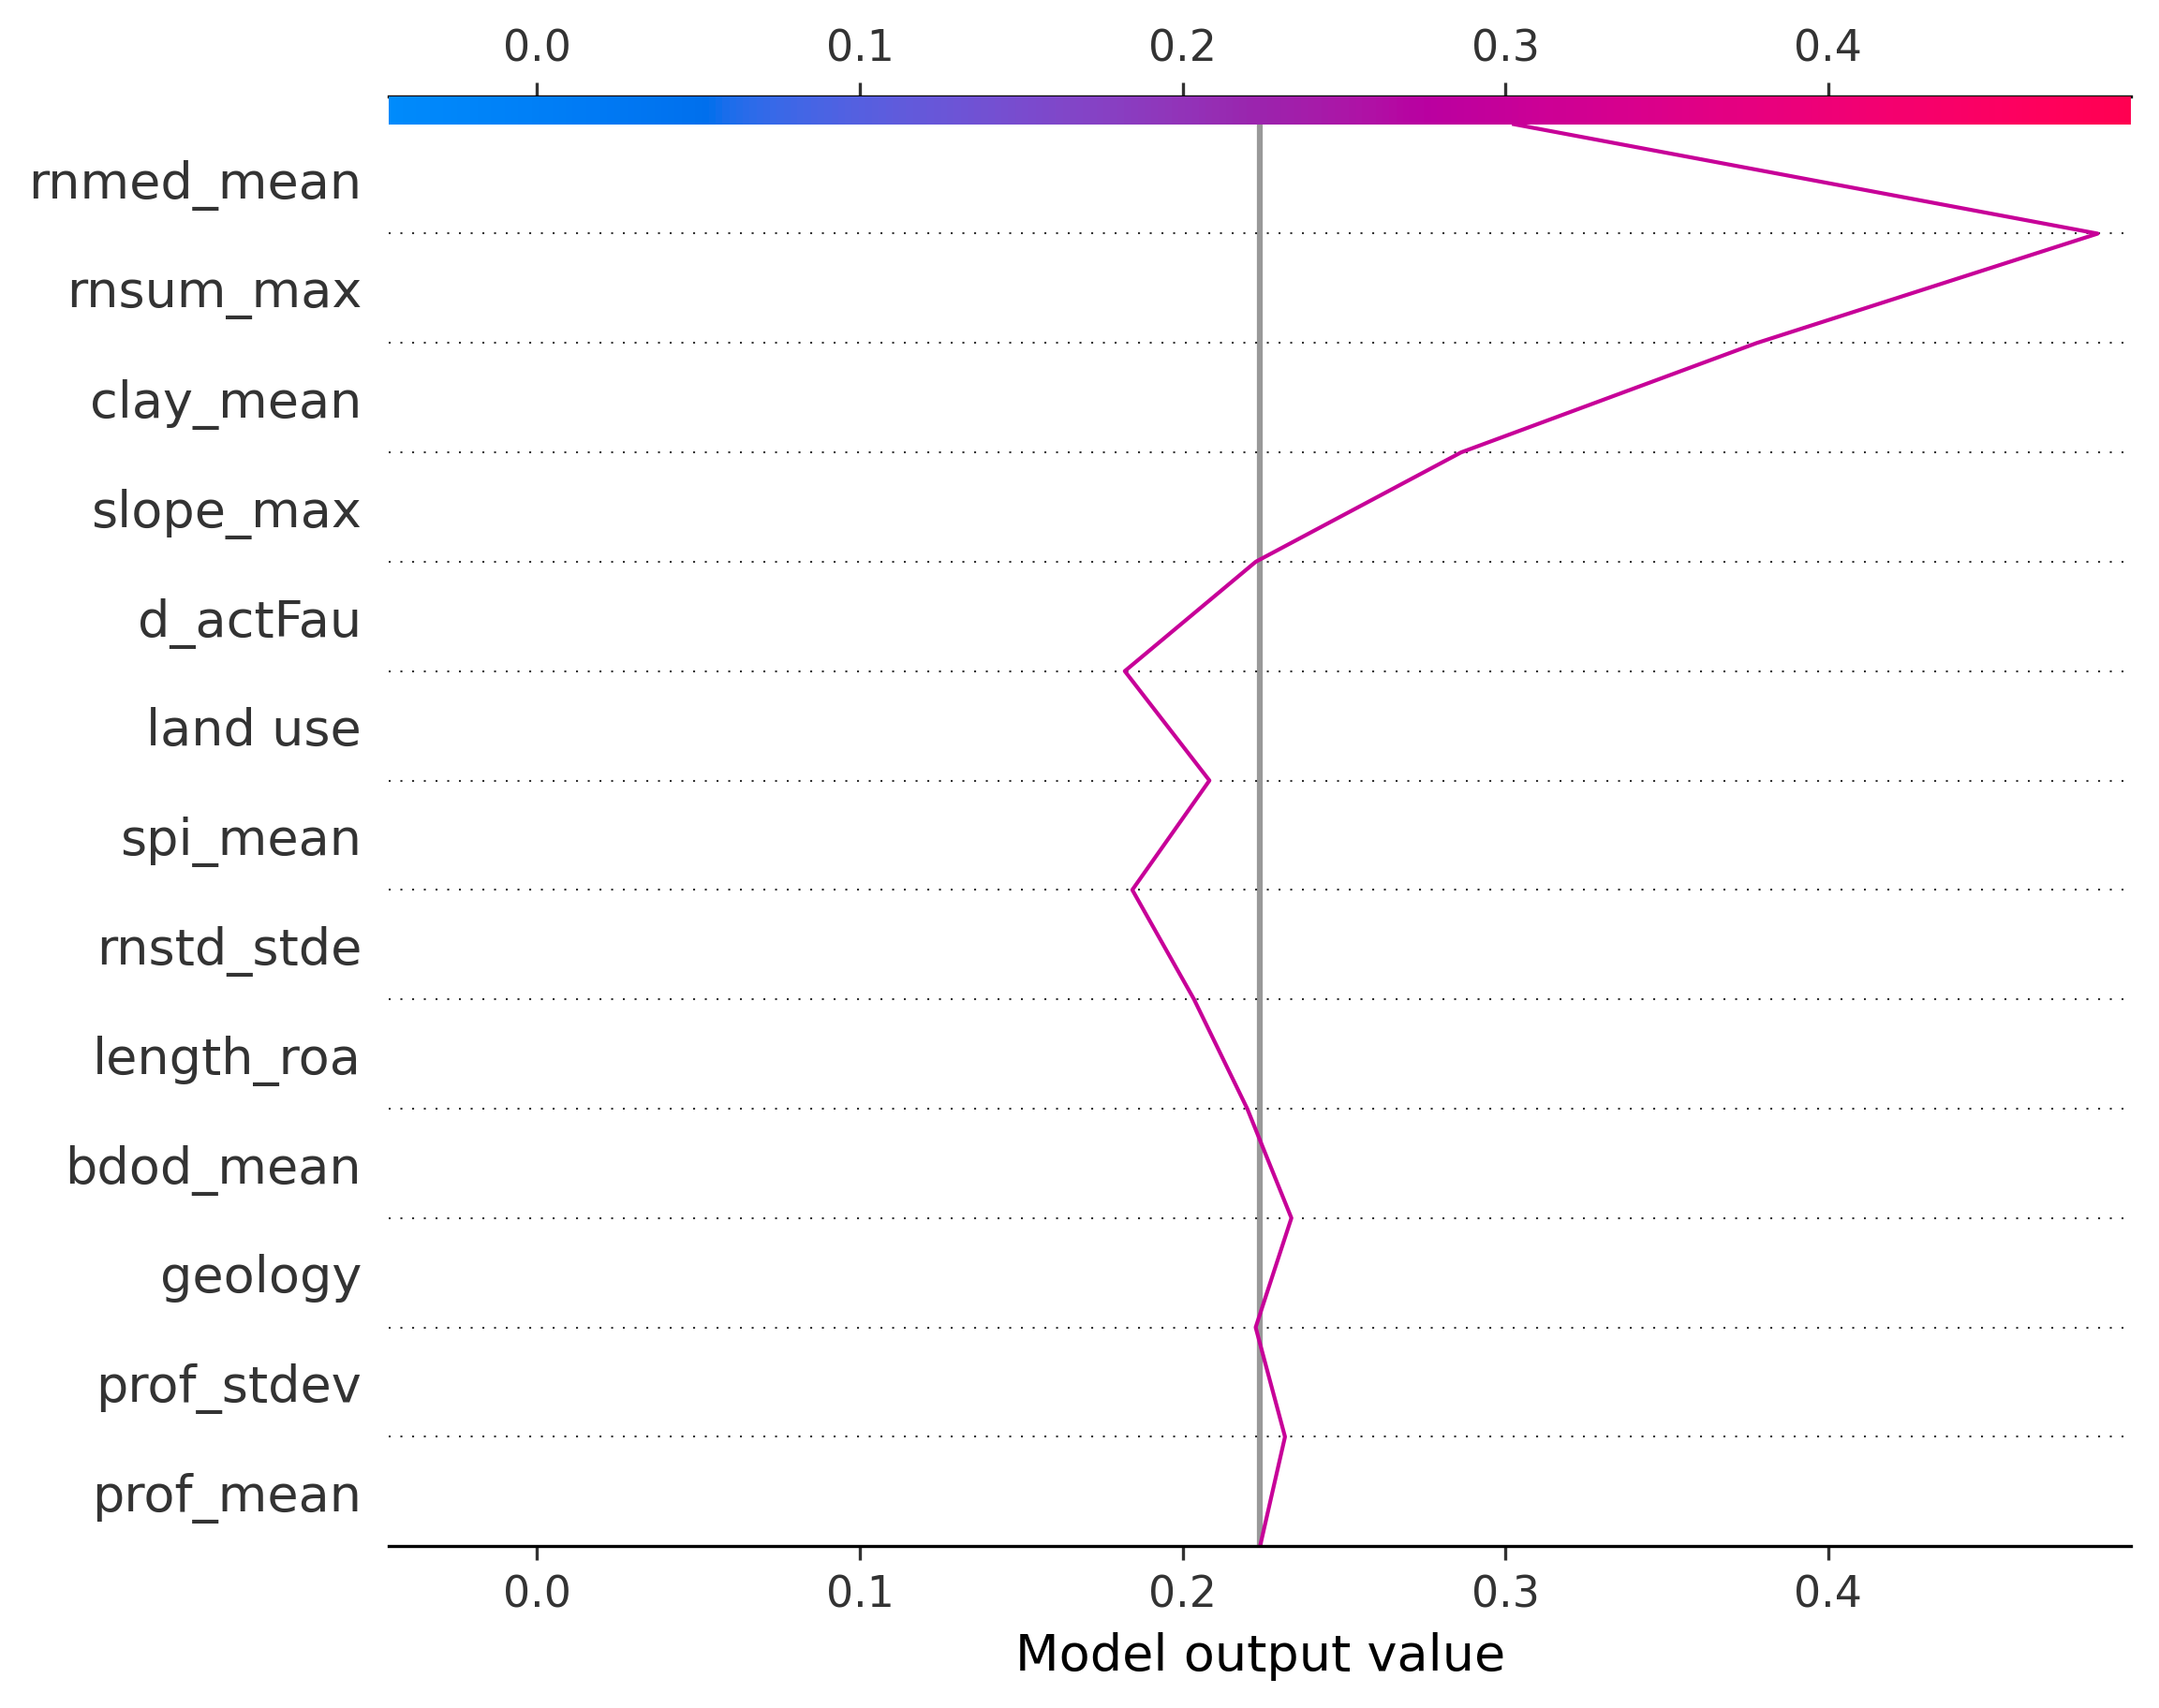 0.0 0.1 0.2 0.3 0.4
rnmed_mean
rnsum_max
clay_mean
slope_max
d_actFau
land use
spi_mean
rnstd_stde
length_roa
bdod_mean
geology
prof_stdev
prof_mean
0.0 0.1 0.2 0.3 0.4
Model output value